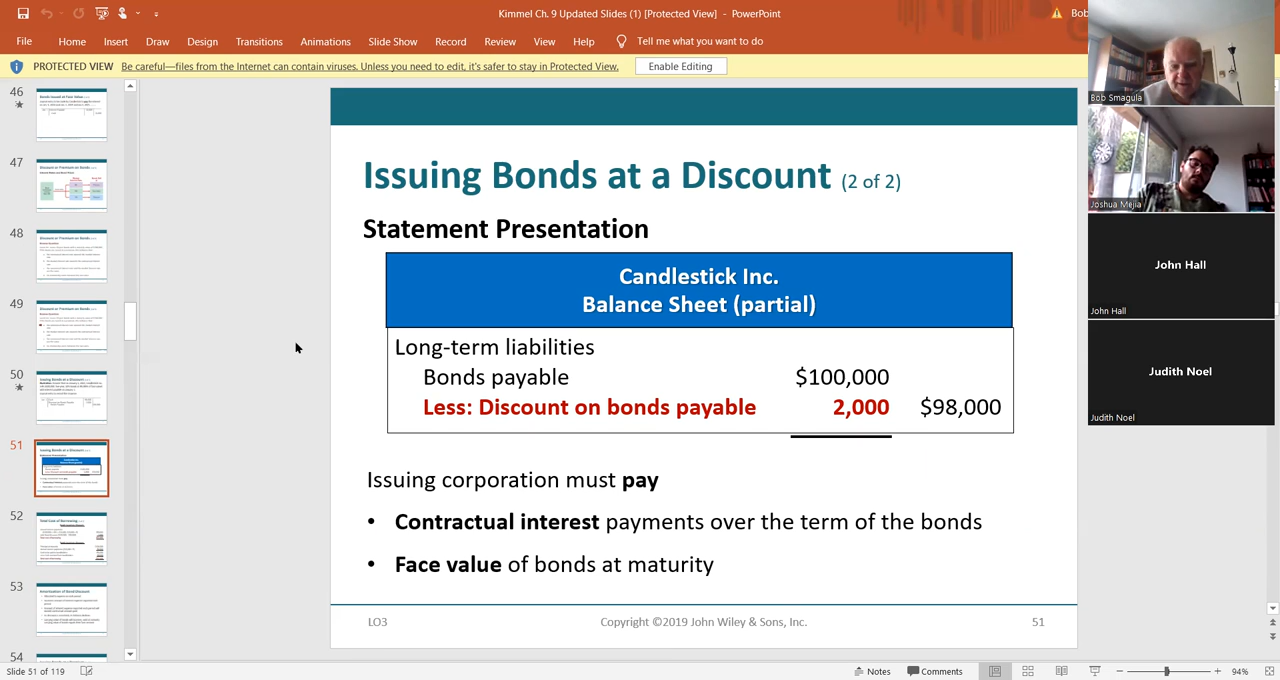 Kimmel Ch. 9 Updated Slides (1) [Protected View] - PowerPoint
Bob
File Home Insert Draw Design Transitions Animations Slide Show Record Review View Help Tell me what you want to do
PROTECTED VIEW Be careful—files from the Internet can contain viruses. Unless you need to edit, it's safer to stay in Protected View. Enable Editing
46
47
48
49
50
51
52
53
54
Issuing Bonds at a Discount (2 of 2)
Statement Presentation
Candlestick Inc.
Balance Sheet (partial)
Long-term liabilities
Bonds payable $100,000
Less: Discount on bonds payable 2,000 $98,000
Issuing corporation must pay
• Contractual interest payments over the term of the bonds
• Face value of bonds at maturity
LO3 Copyright ©2019 John Wiley & Sons, Inc. 51
Bob Smagula
Joshua Mejia
John Hall
John Hall
Judith Noel
Judith Noel
Slide 51 of 119 Notes Comments 94%